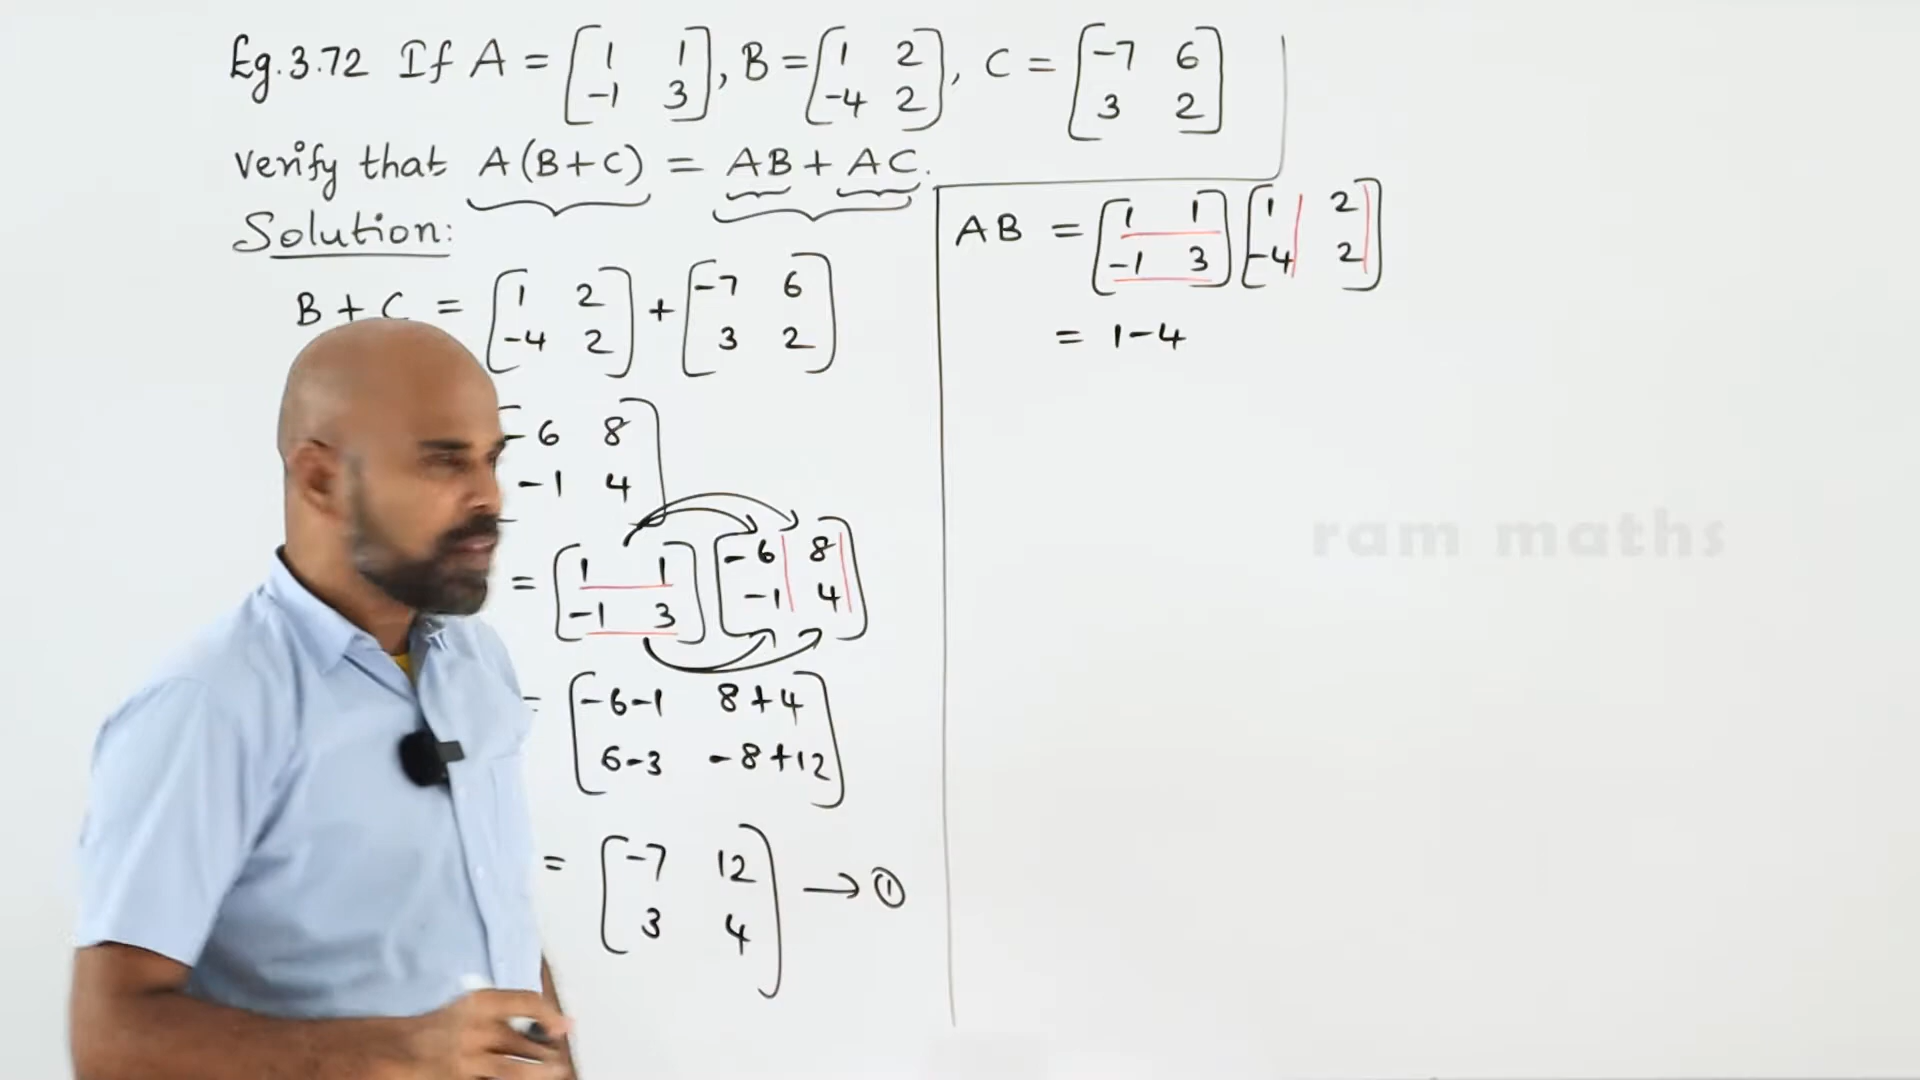 Eg.3.72 If A = [1 1
-1 3], B = [1 2
-4 2], C = [-7 6
3 2]
Verify that A(B+C) = AB + AC.
Solution:
B + C = [1 2
-4 2] + [-7 6
3 2]
-6 8
-1 4]
= [1 1
-1 3] [-6 8
-1 4]
= [-6-1 8+4
6-3 -8+12]
= [-7 12
3 4] → ①
AB = [1 1
-1 3] [1 2
-4 2]
= 1-4
ram maths